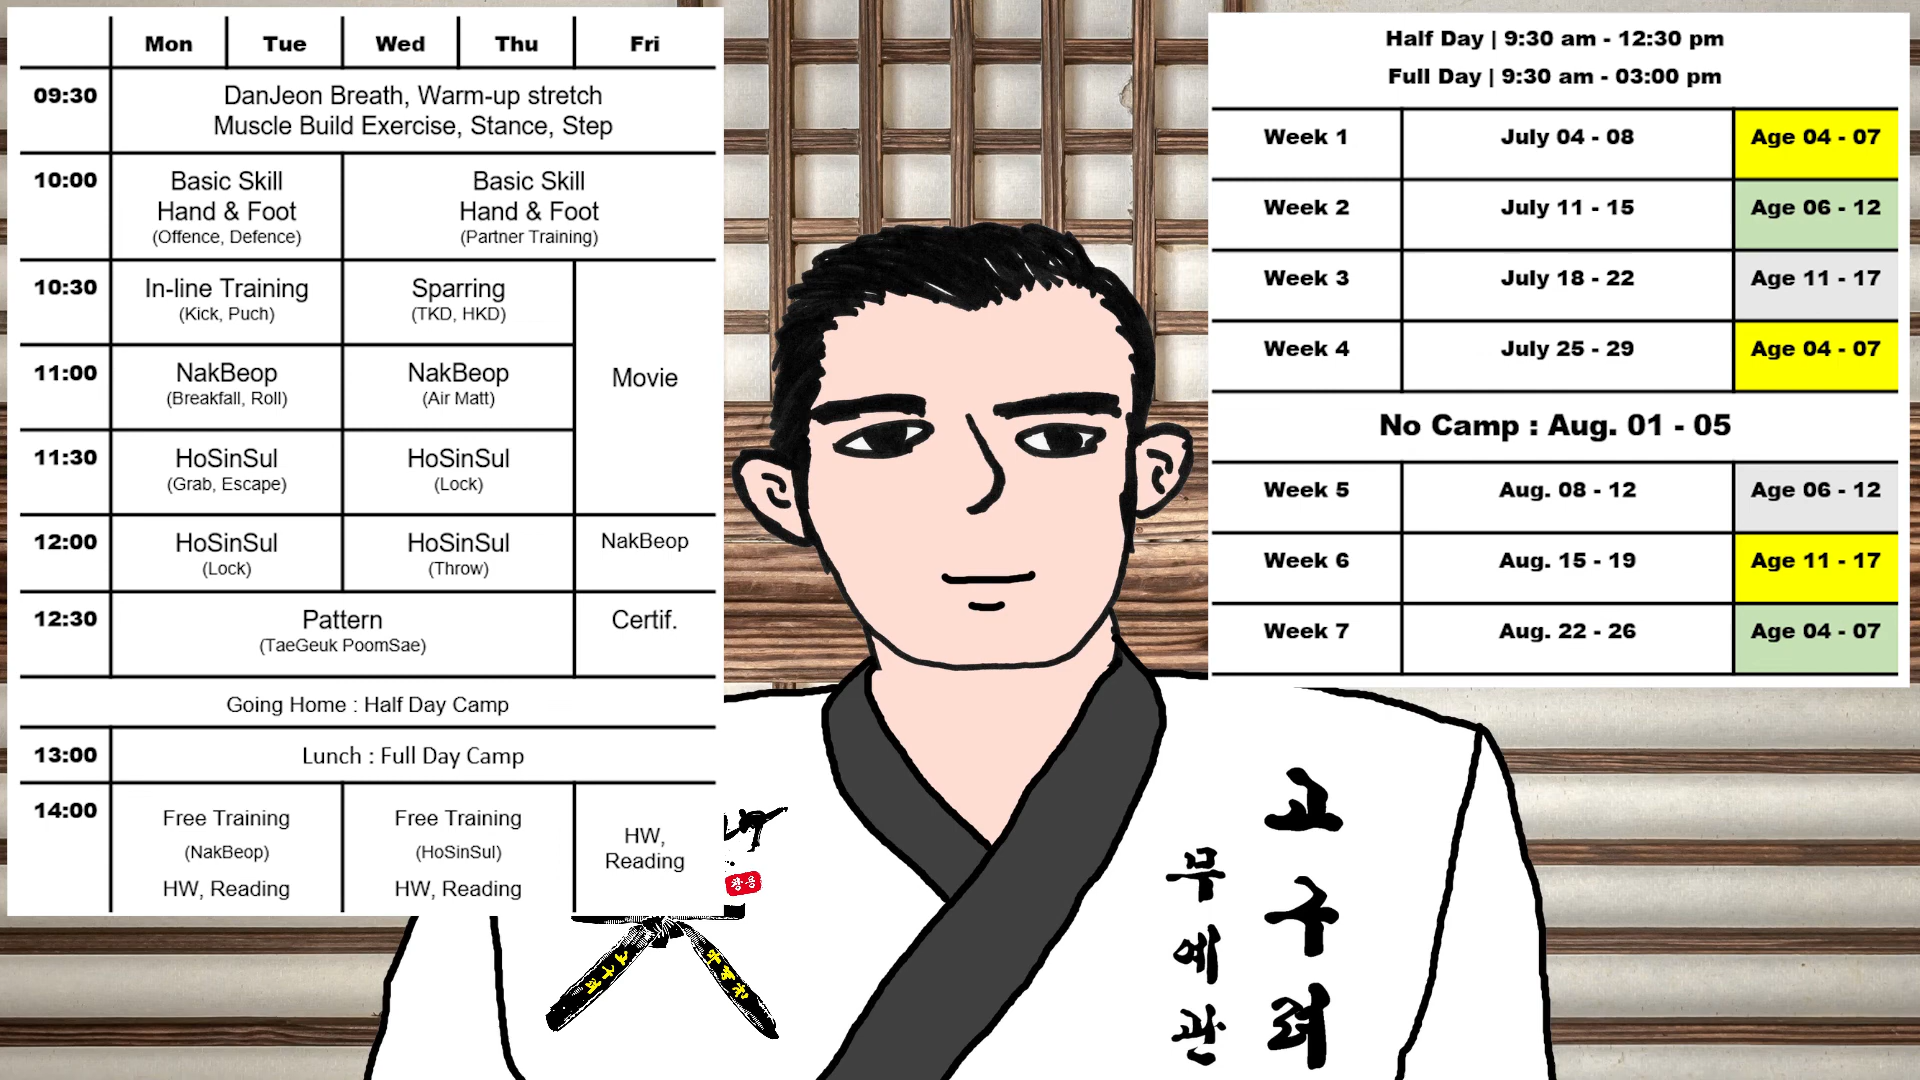 Mon Tue Wed Thu Fri
09:30
DanJeon Breath, Warm-up stretch
Muscle Build Exercise, Stance, Step
10:00
Basic Skill
Hand & Foot
(Offence, Defence)
Basic Skill
Hand & Foot
(Partner Training)
10:30
In-line Training
(Kick, Puch)
Sparring
(TKD, HKD)
Movie
11:00
NakBeop
(Breakfall, Roll)
NakBeop
(Air Matt)
11:30
HoSinSul
(Grab, Escape)
HoSinSul
(Lock)
12:00
HoSinSul
(Lock)
HoSinSul
(Throw)
NakBeop
12:30
Pattern
(TaeGeuk PoomSae)
Certif.
Going Home : Half Day Camp
13:00
Lunch : Full Day Camp
14:00
Free Training
(NakBeop)
HW, Reading
Free Training
(HoSinSul)
HW, Reading
HW,
Reading
Half Day | 9:30 am - 12:30 pm
Full Day | 9:30 am - 03:00 pm
Week 1 July 04 - 08 Age 04 - 07
Week 2 July 11 - 15 Age 06 - 12
Week 3 July 18 - 22 Age 11 - 17
Week 4 July 25 - 29 Age 04 - 07
No Camp : Aug. 01 - 05
Week 5 Aug. 08 - 12 Age 06 - 12
Week 6 Aug. 15 - 19 Age 11 - 17
Week 7 Aug. 22 - 26 Age 04 - 07
고구려
무예관